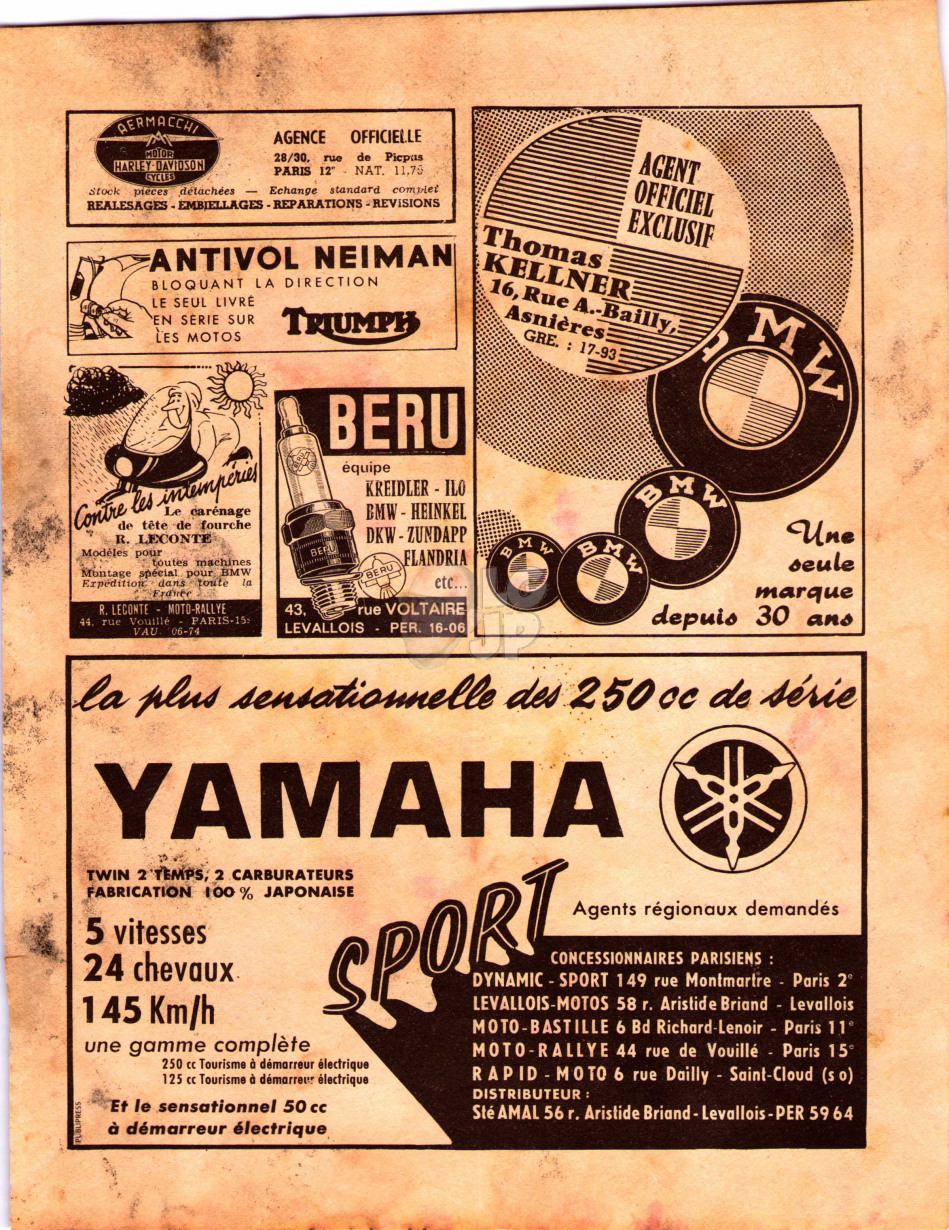 AERMACCHI
MOTOR
HARLEY-DAVIDSON
CYCLES
AGENCE OFFICIELLE
28/30, rue de Picpus
PARIS 12e - NAT. 11,75
Stock pièces détachées — Echange standard complet
REALESAGES - EMBIELLAGES - REPARATIONS - REVISIONS
ANTIVOL NEIMAN
BLOQUANT LA DIRECTION
LE SEUL LIVRÉ
EN SÉRIE SUR
LES MOTOS
TRIUMPH
Contre les intempéries
Le carénage
de tête de fourche
R. LECONTE
Modèles pour
toutes machines
Montage spécial pour BMW
Expédition dans toute la
France
R. LECONTE - MOTO-RALLYE
44, rue Vouillé - PARIS-15e
VAU. 06-74
BERU
équipe
KREIDLER - ILO
BMW - HEINKEL
DKW - ZUNDAPP
FLANDRIA
etc...
BERU
BERU
43, rue VOLTAIRE
LEVALLOIS - PER. 16-06
AGENT
OFFICIEL
EXCLUSIF
Thomas
KELLNER
16, Rue A.-Bailly,
Asnières
GRE. : 17-93
BMW
BMW
BMW
BMW
Une
seule
marque
depuis 30 ans
la plus sensationnelle des 250 cc de série
YAMAHA
TWIN 2 TEMPS, 2 CARBURATEURS
FABRICATION 100 % JAPONAISE
SPORT
Agents régionaux demandés
5 vitesses
24 chevaux
145 Km/h
une gamme complète
250 cc Tourisme à démarreur électrique
125 cc Tourisme à démarreur électrique
Et le sensationnel 50 cc
à démarreur électrique
PUBLIPRESS
CONCESSIONNAIRES PARISIENS :
DYNAMIC - SPORT 149 rue Montmartre - Paris 2e
LEVALLOIS-MOTOS 58 r. Aristide Briand - Levallois
MOTO-BASTILLE 6 Bd Richard-Lenoir - Paris 11e
MOTO-RALLYE 44 rue de Vouillé - Paris 15e
RAPID - MOTO 6 rue Dailly - Saint-Cloud (s o)
DISTRIBUTEUR :
Sté AMAL 56 r. Aristide Briand - Levallois - PER 59 64